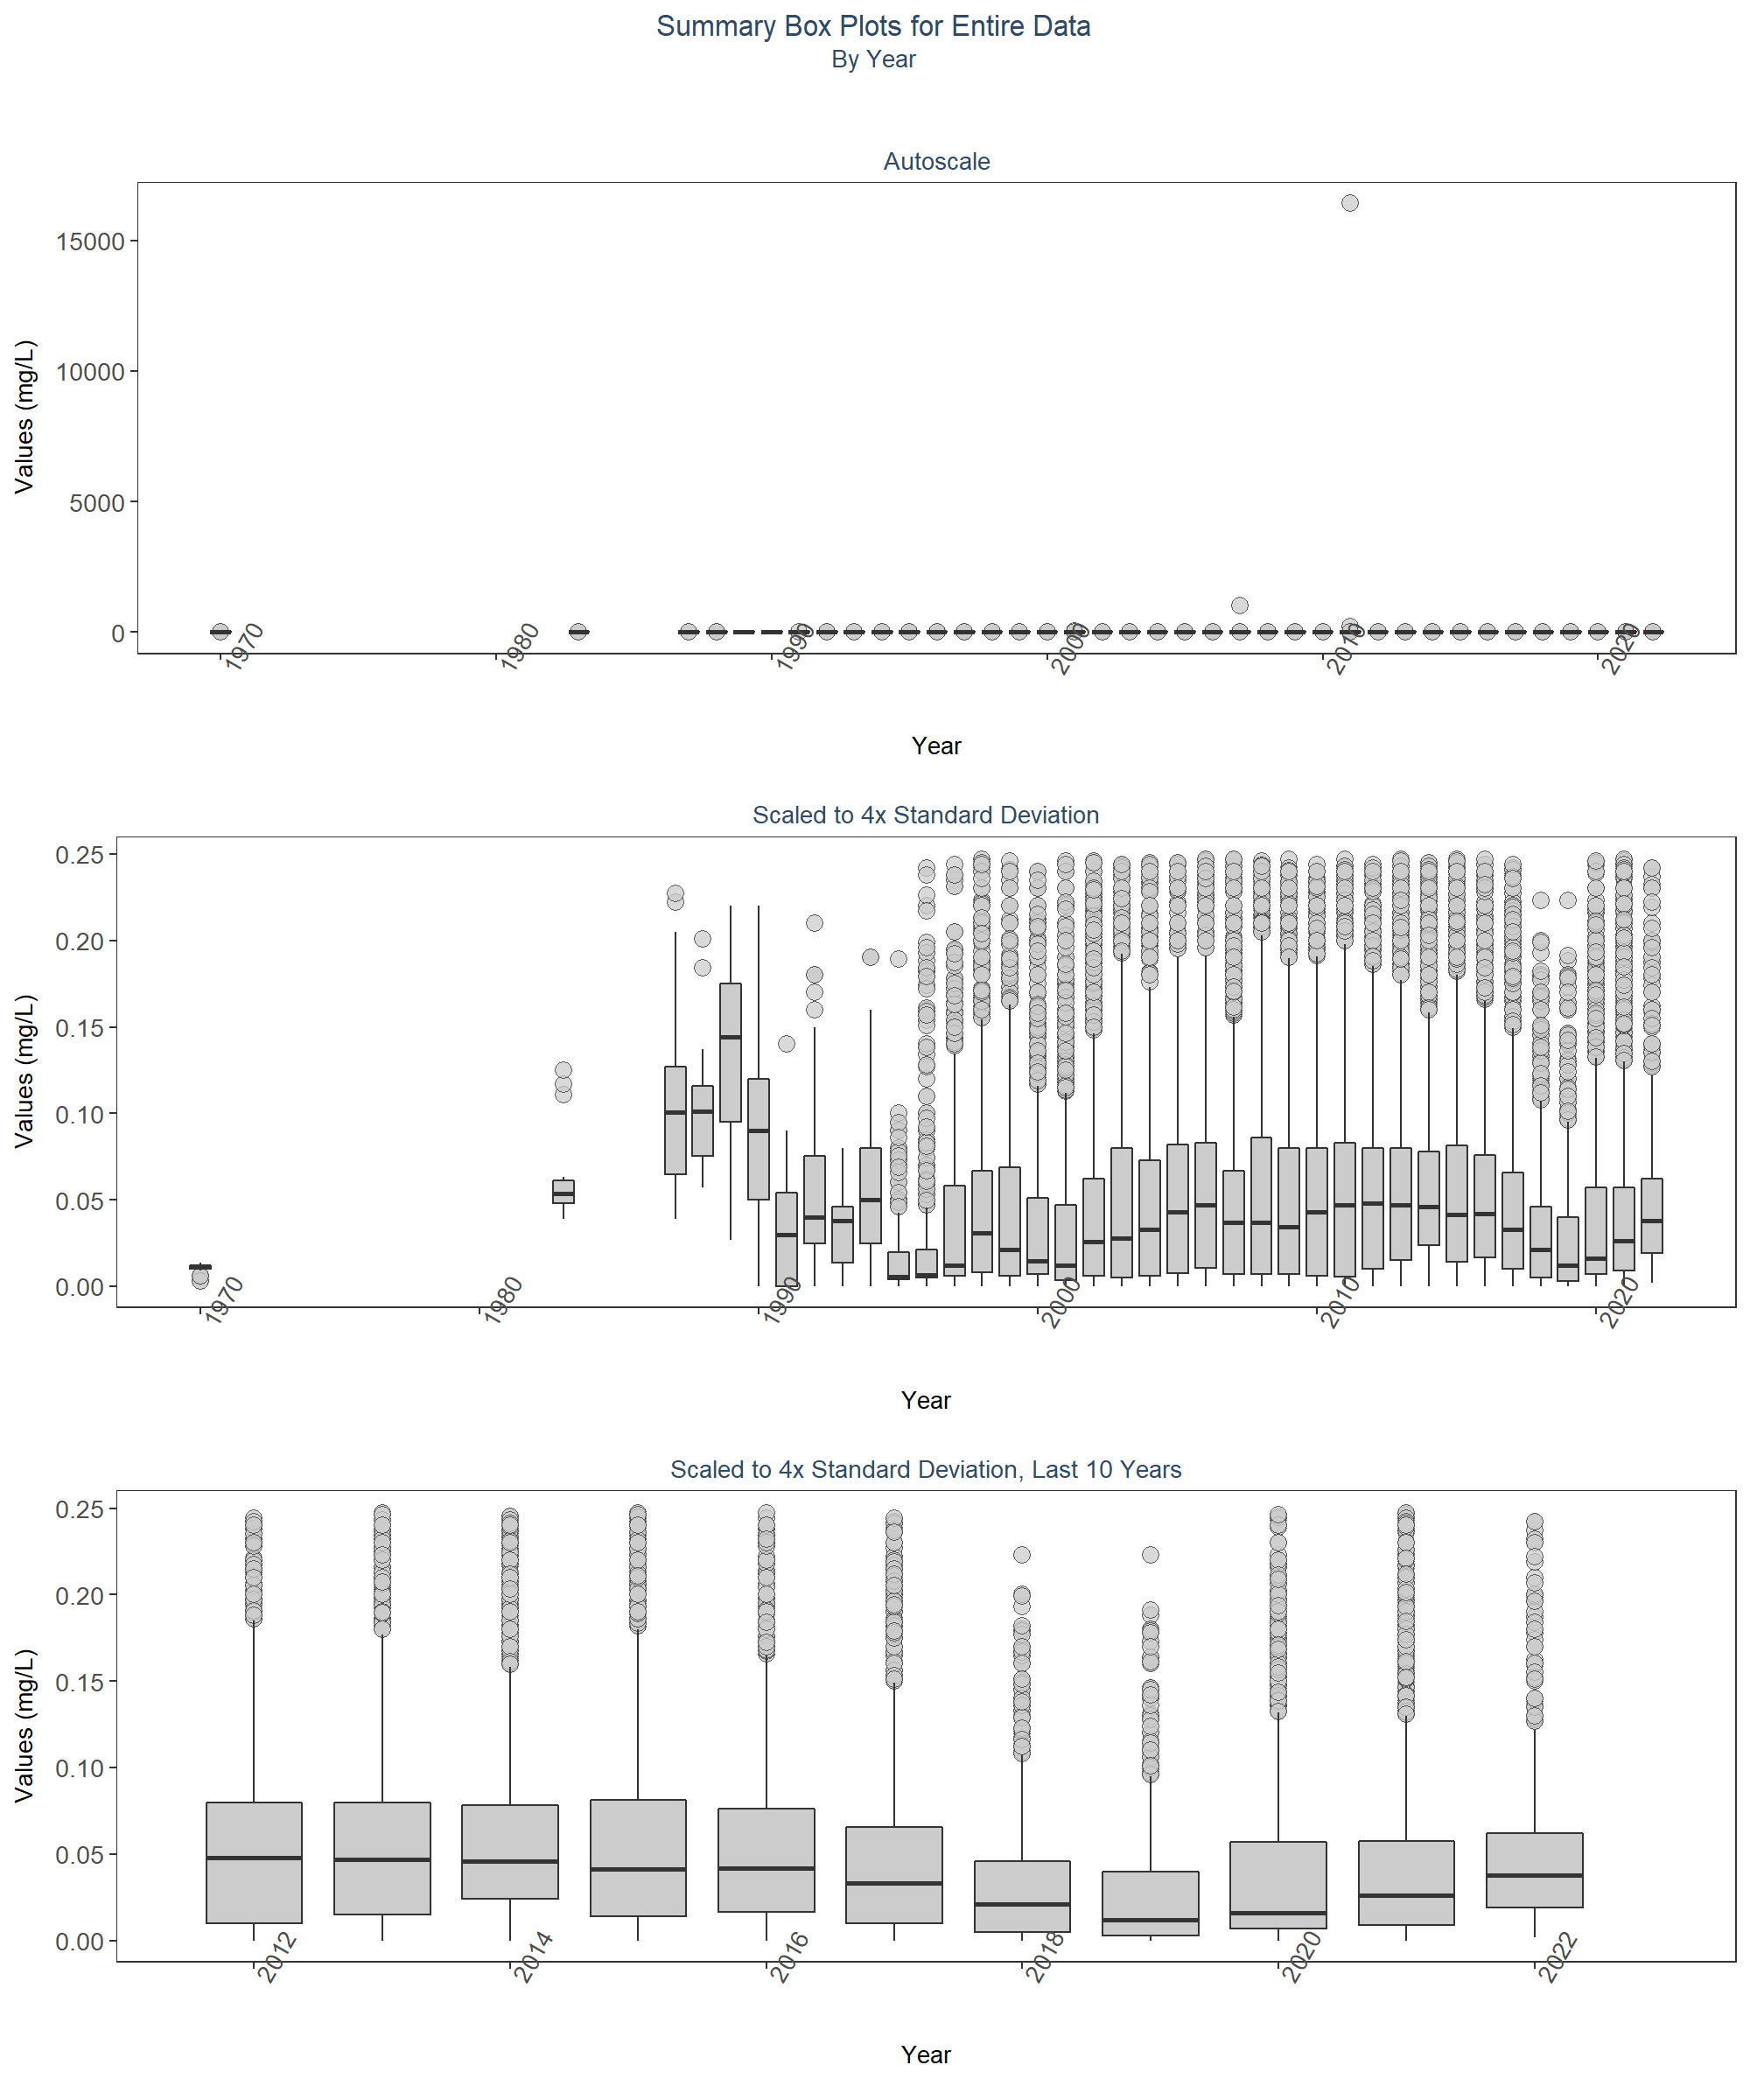 Summary Box Plots for Entire Data
By Year
Autoscale
Values (mg/L)
15000
10000
5000
0
1970 1980 1990 2000 2010 2020
Year
Scaled to 4x Standard Deviation
Values (mg/L)
0.25
0.20
0.15
0.10
0.05
0.00
1970 1980 1990 2000 2010 2020
Year
Scaled to 4x Standard Deviation, Last 10 Years
Values (mg/L)
0.25
0.20
0.15
0.10
0.05
0.00
2012 2014 2016 2018 2020 2022
Year